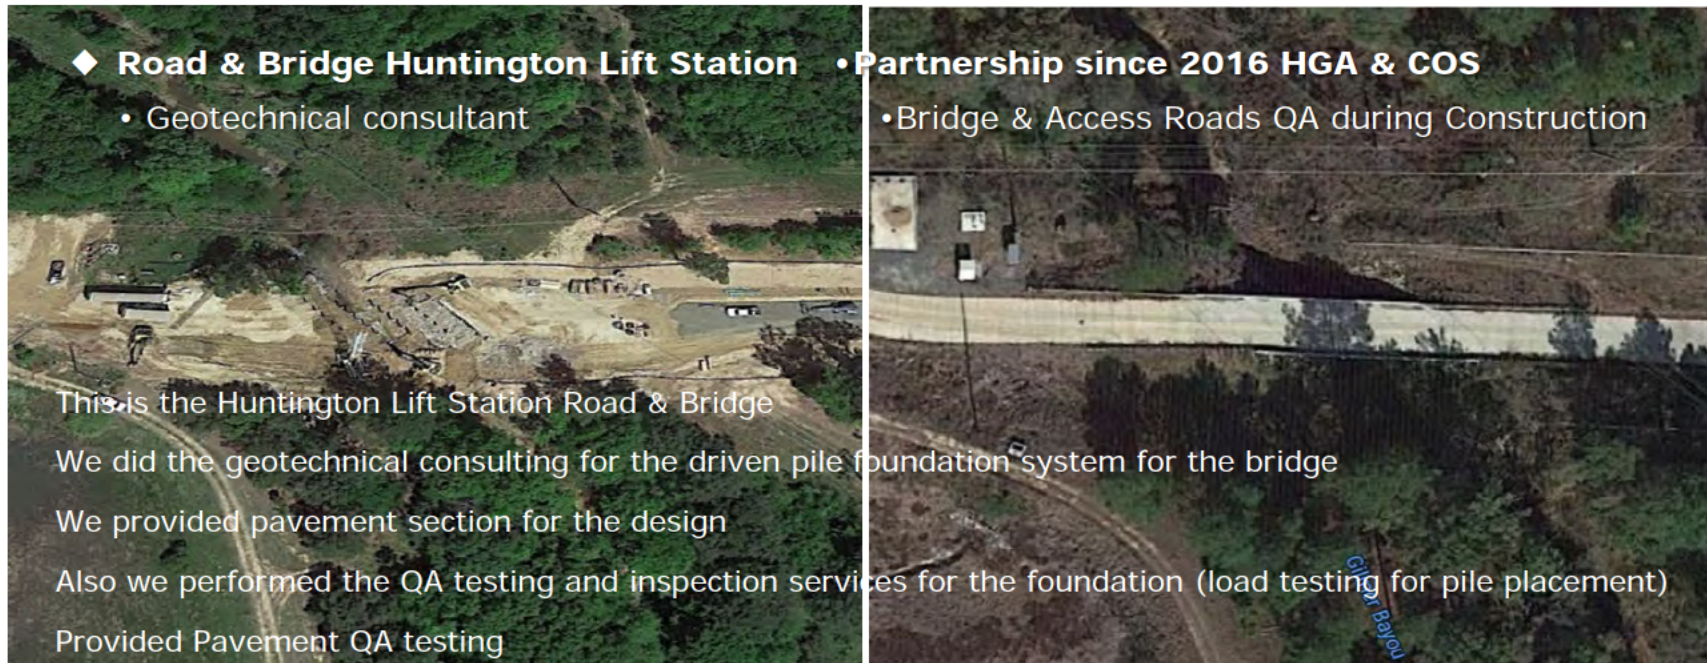 ◆ Road & Bridge Huntington Lift Station
• Geotechnical consultant
•Partnership since 2016 HGA & COS
•Bridge & Access Roads QA during Construction
This is the Huntington Lift Station Road & Bridge
We did the geotechnical consulting for the driven pile foundation system for the bridge
We provided pavement section for the design
Also we performed the QA testing and inspection services for the foundation (load testing for pile placement)
Provided Pavement QA testing
Bayou